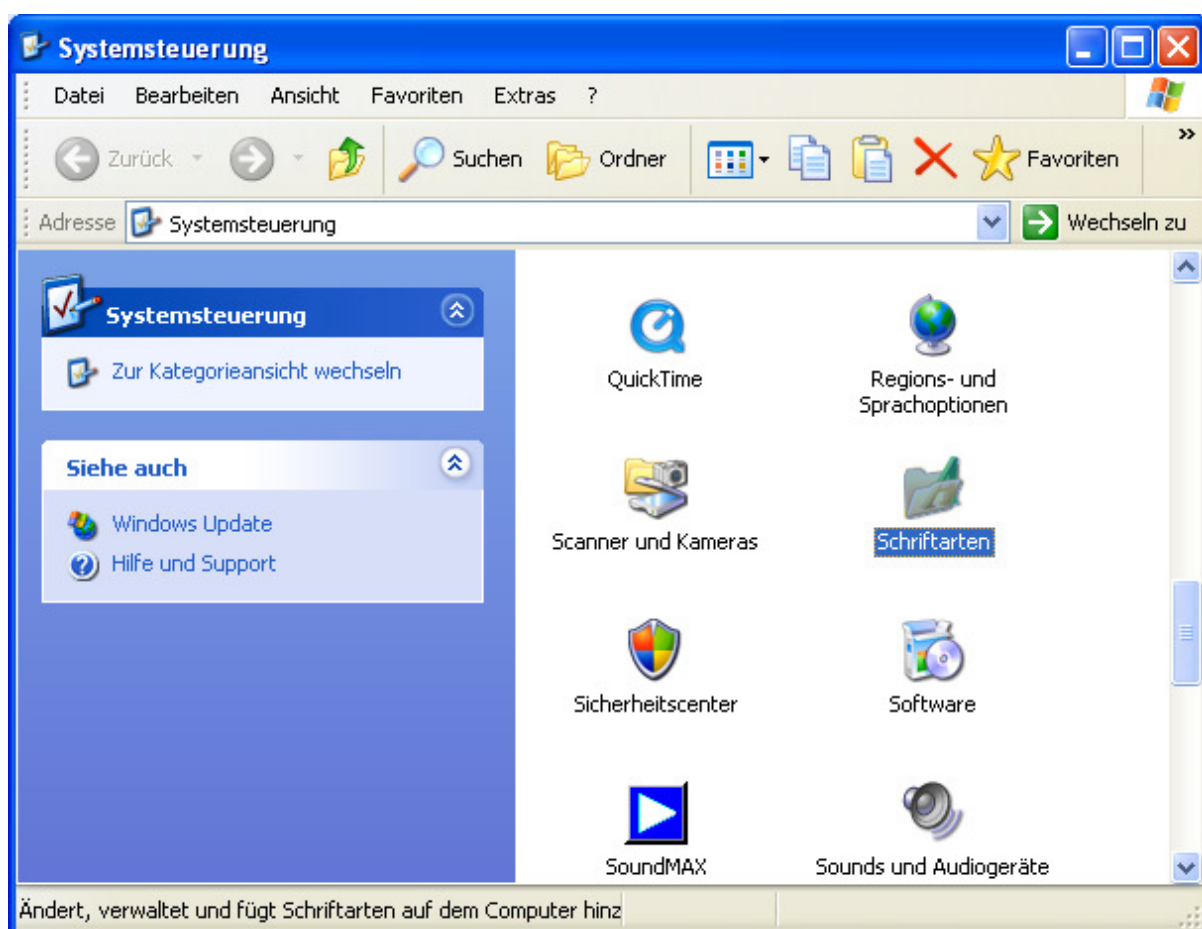 Systemsteuerung
Datei Bearbeiten Ansicht Favoriten Extras ?
Zurück Suchen Ordner Favoriten »
Adresse Systemsteuerung Wechseln zu
Systemsteuerung
Zur Kategorieansicht wechseln
Siehe auch
Windows Update
Hilfe und Support
QuickTime
Regions- und
Sprachoptionen
Scanner und Kameras
Schriftarten
Sicherheitscenter
Software
SoundMAX
Sounds und Audiogeräte
Ändert, verwaltet und fügt Schriftarten auf dem Computer hinz